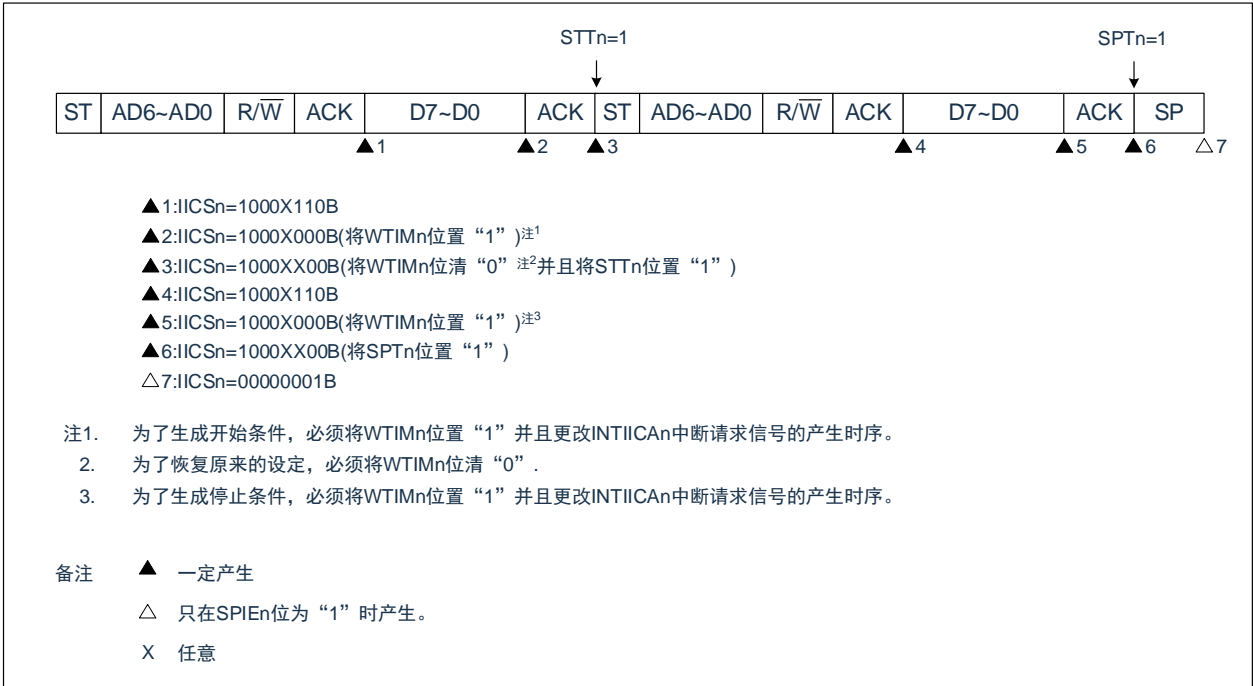 STTn=1 SPTn=1
ST AD6~AD0 R/W̅ ACK D7~D0 ACK ST AD6~AD0 R/W̅ ACK D7~D0 ACK SP
▲1 ▲2 ▲3 ▲4 ▲5 ▲6 △7
▲1:IICSn=1000X110B
▲2:IICSn=1000X000B(将WTIMn位置“1”)注1
▲3:IICSn=1000XX00B(将WTIMn位清“0”注2并且将STTn位置“1”)
▲4:IICSn=1000X110B
▲5:IICSn=1000X000B(将WTIMn位置“1”)注3
▲6:IICSn=1000XX00B(将SPTn位置“1”)
△7:IICSn=00000001B
注1. 为了生成开始条件，必须将WTIMn位置“1”并且更改INTIICAn中断请求信号的产生时序。
2. 为了恢复原来的设定，必须将WTIMn位清“0”.
3. 为了生成停止条件，必须将WTIMn位置“1”并且更改INTIICAn中断请求信号的产生时序。
备注 ▲ 一定产生
△ 只在SPIEn位为“1”时产生。
X 任意